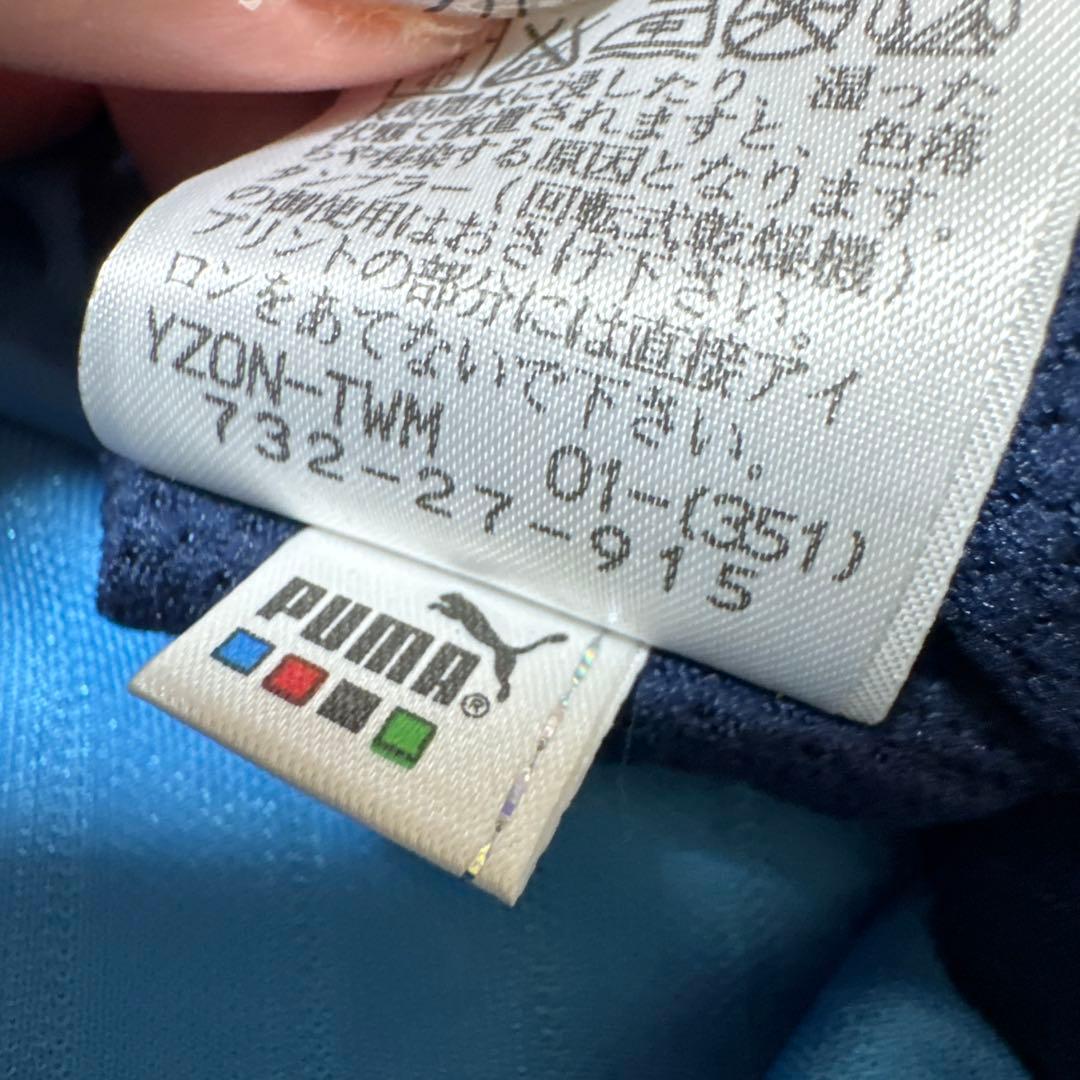 時間水に浸したり、湿った
状態で放置されますと、色落
ちや移染する原因となります。
タンブラー(回転式乾燥機)
の御使用はおさけ下さい。
プリントの部分には直接アイ
ロンをあてないで下さい。
YZON-TWM 01-(351)
732-27-915
PUMA®